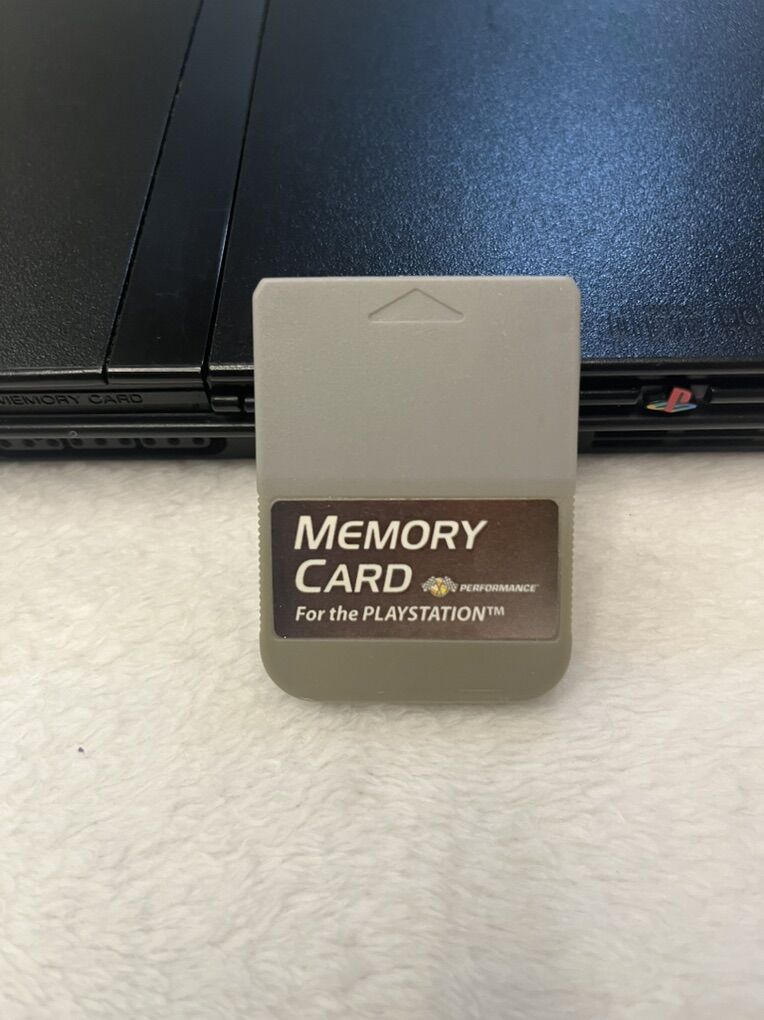 MEMORY CARD
MEMORY
CARD
PERFORMANCE
For the PLAYSTATION™